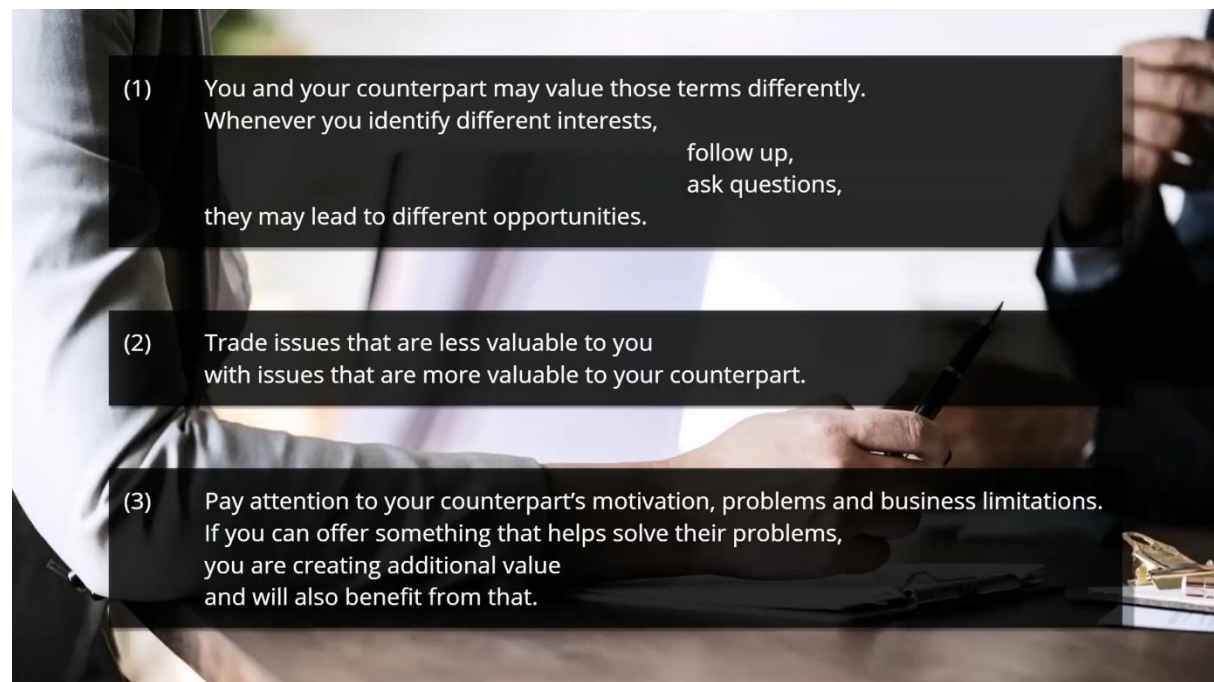 (1) You and your counterpart may value those terms differently.
Whenever you identify different interests,
follow up,
ask questions,
they may lead to different opportunities.
(2) Trade issues that are less valuable to you
with issues that are more valuable to your counterpart.
(3) Pay attention to your counterpart’s motivation, problems and business limitations.
If you can offer something that helps solve their problems,
you are creating additional value
and will also benefit from that.